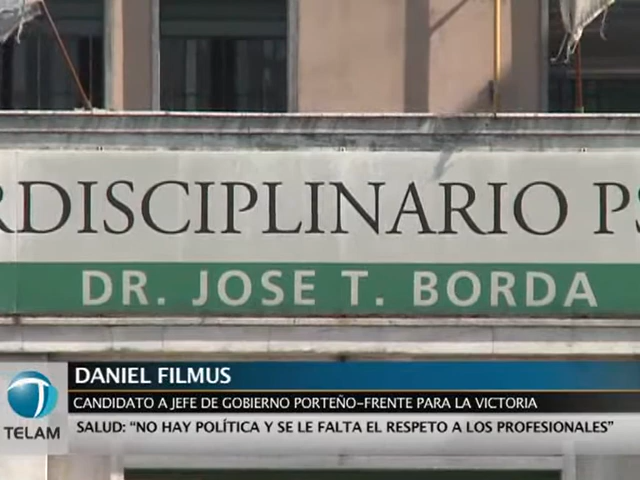 RDISCIPLINARIO PS
DR. JOSE T. BORDA
DANIEL FILMUS
CANDIDATO A JEFE DE GOBIERNO PORTEÑO-FRENTE PARA LA VICTORIA
TELAM
SALUD: “NO HAY POLÍTICA Y SE LE FALTA EL RESPETO A LOS PROFESIONALES”